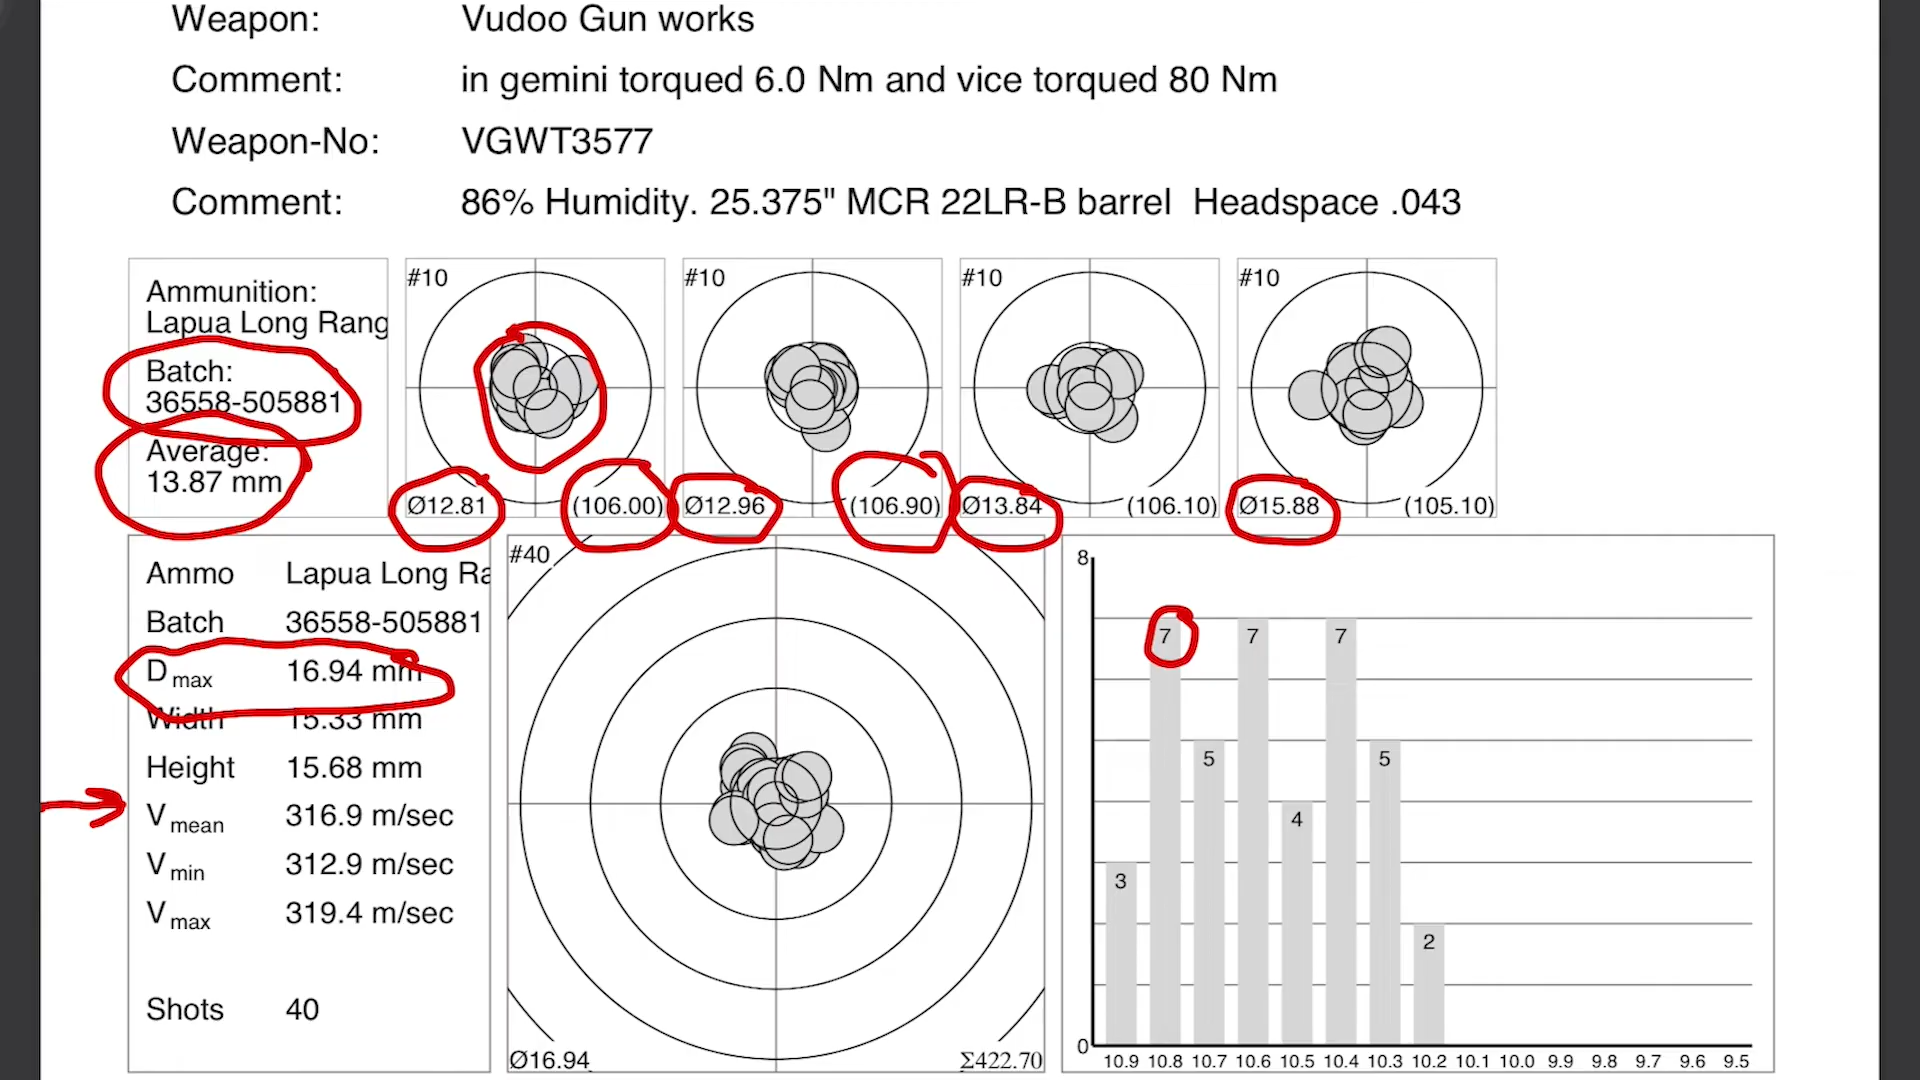 Weapon: Vudoo Gun works
Comment: in gemini torqued 6.0 Nm and vice torqued 80 Nm
Weapon-No: VGWT3577
Comment: 86% Humidity. 25.375" MCR 22LR-B barrel Headspace .043
Ammunition:
Lapua Long Rang
Batch:
36558-505881
Average:
13.87 mm
#10
Ø12.81 (106.00)
#10
Ø12.96 (106.90)
#10
Ø13.84 (106.10)
#10
Ø15.88 (105.10)
Ammo Lapua Long Ra
Batch 36558-505881
D max 16.94 mm
Width 15.33 mm
Height 15.68 mm
V mean 316.9 m/sec
V min 312.9 m/sec
V max 319.4 m/sec
Shots 40
#40
Ø16.94 Σ422.70
8
7 7 7
5 5
4
3
2
0
10.9 10.8 10.7 10.6 10.5 10.4 10.3 10.2 10.1 10.0 9.9 9.8 9.7 9.6 9.5